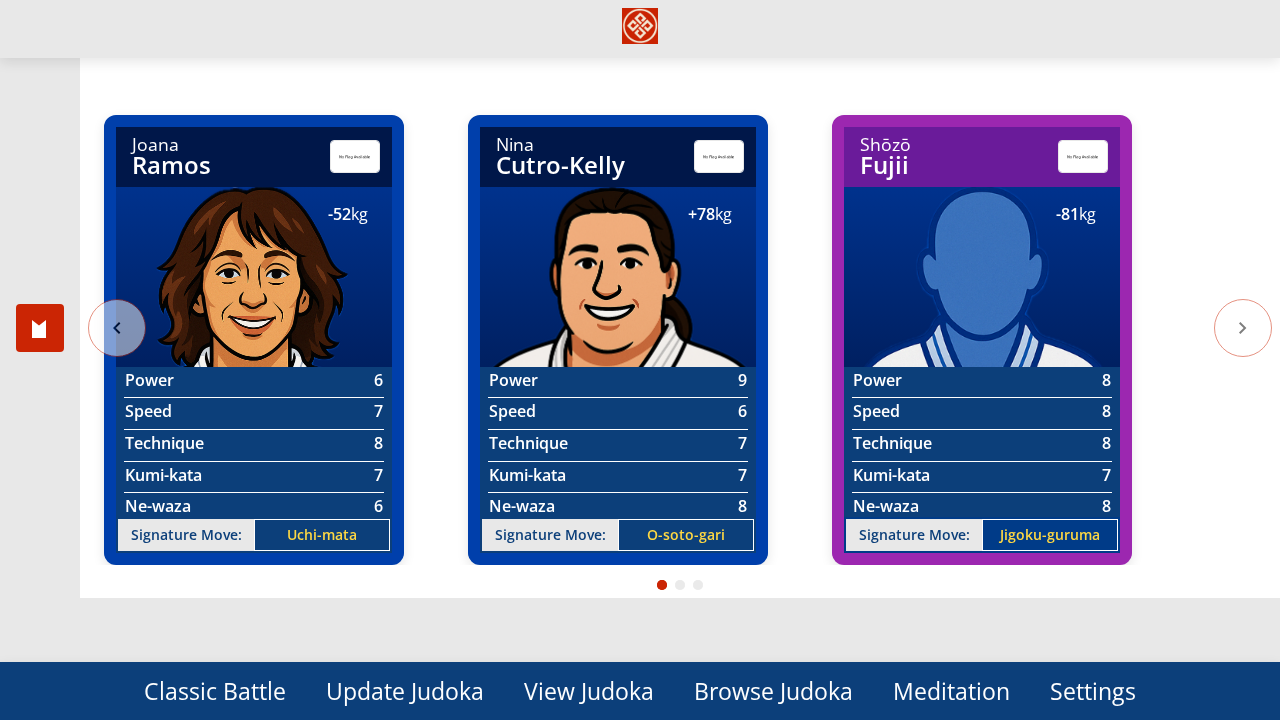 Joana
Ramos
No Flag Available
-52kg
Power 6
Speed 7
Technique 8
Kumi-kata 7
Ne-waza 6
Signature Move: Uchi-mata
Nina
Cutro-Kelly
No Flag Available
+78kg
Power 9
Speed 6
Technique 7
Kumi-kata 7
Ne-waza 8
Signature Move: O-soto-gari
Shōzō
Fujii
No Flag Available
-81kg
Power 8
Speed 8
Technique 8
Kumi-kata 7
Ne-waza 8
Signature Move: Jigoku-guruma
Classic Battle Update Judoka View Judoka Browse Judoka Meditation Settings